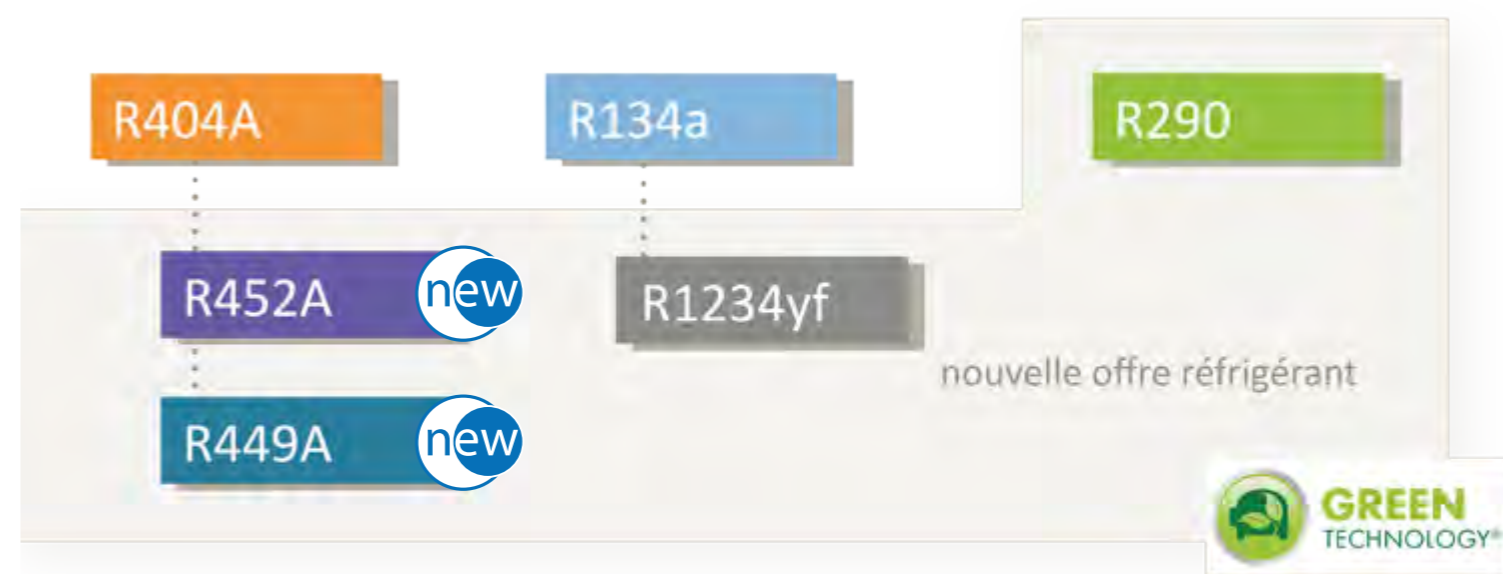 R404A
R134a
R290
R452A
new
R1234yf
nouvelle offre réfrigérant
R449A
new
GREEN
TECHNOLOGY®